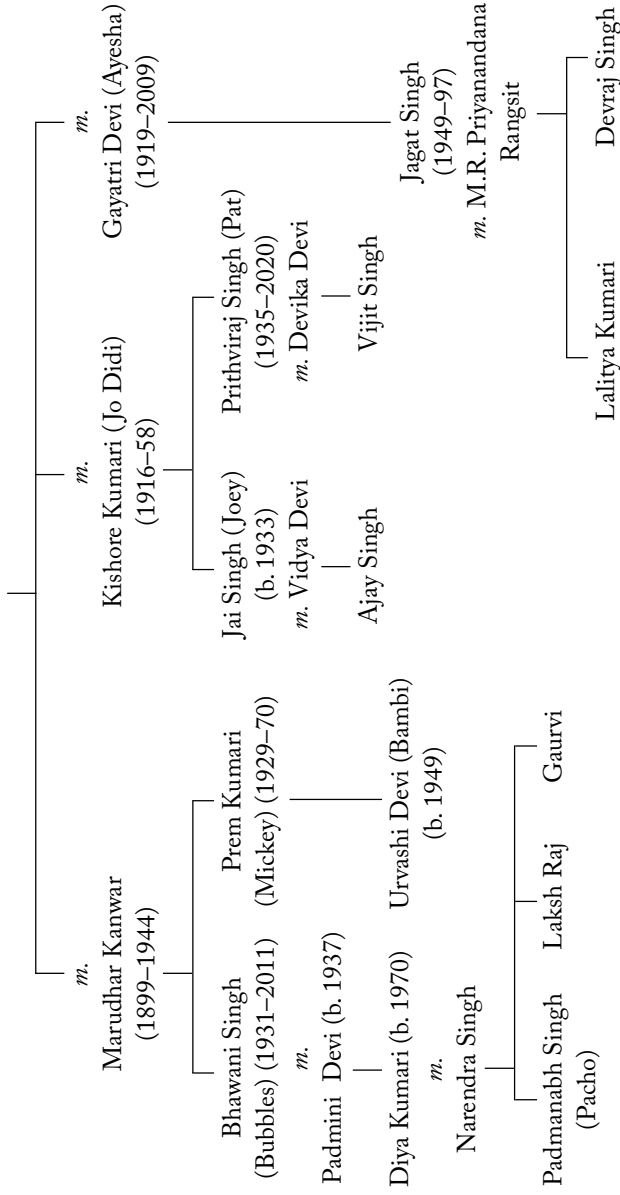 m.
Marudhar Kanwar
(1899–1944)
m.
Kishore Kumari (Jo Didi)
(1916–58)
m.
Gayatri Devi (Ayesha)
(1919–2009)
Bhawani Singh
(Bubbles) (1931–2011)
m.
Padmini Devi (b. 1937)
Prem Kumari
(Mickey) (1929–70)
Jai Singh (Joey)
(b. 1933)
m. Vidya Devi
Prithviraj Singh (Pat)
(1935–2020)
m. Devika Devi
Diya Kumari (b. 1970)
m.
Narendra Singh
Urvashi Devi (Bambi)
(b. 1949)
Ajay Singh
Vijit Singh
Jagat Singh
(1949–97)
m. M.R. Priyanandana
Rangsit
Padmanabh Singh
(Pacho)
Laksh Raj
Gaurvi
Lalitya Kumari
Devraj Singh